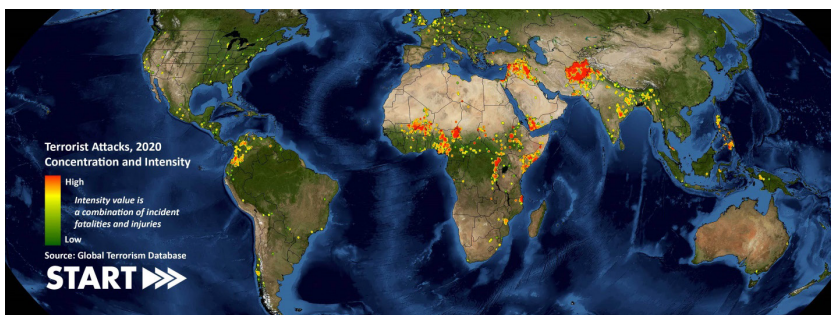 Terrorist Attacks, 2020
Concentration and Intensity
High
Intensity value is
a combination of incident
fatalities and injuries
Low
Source: Global Terrorism Database
START